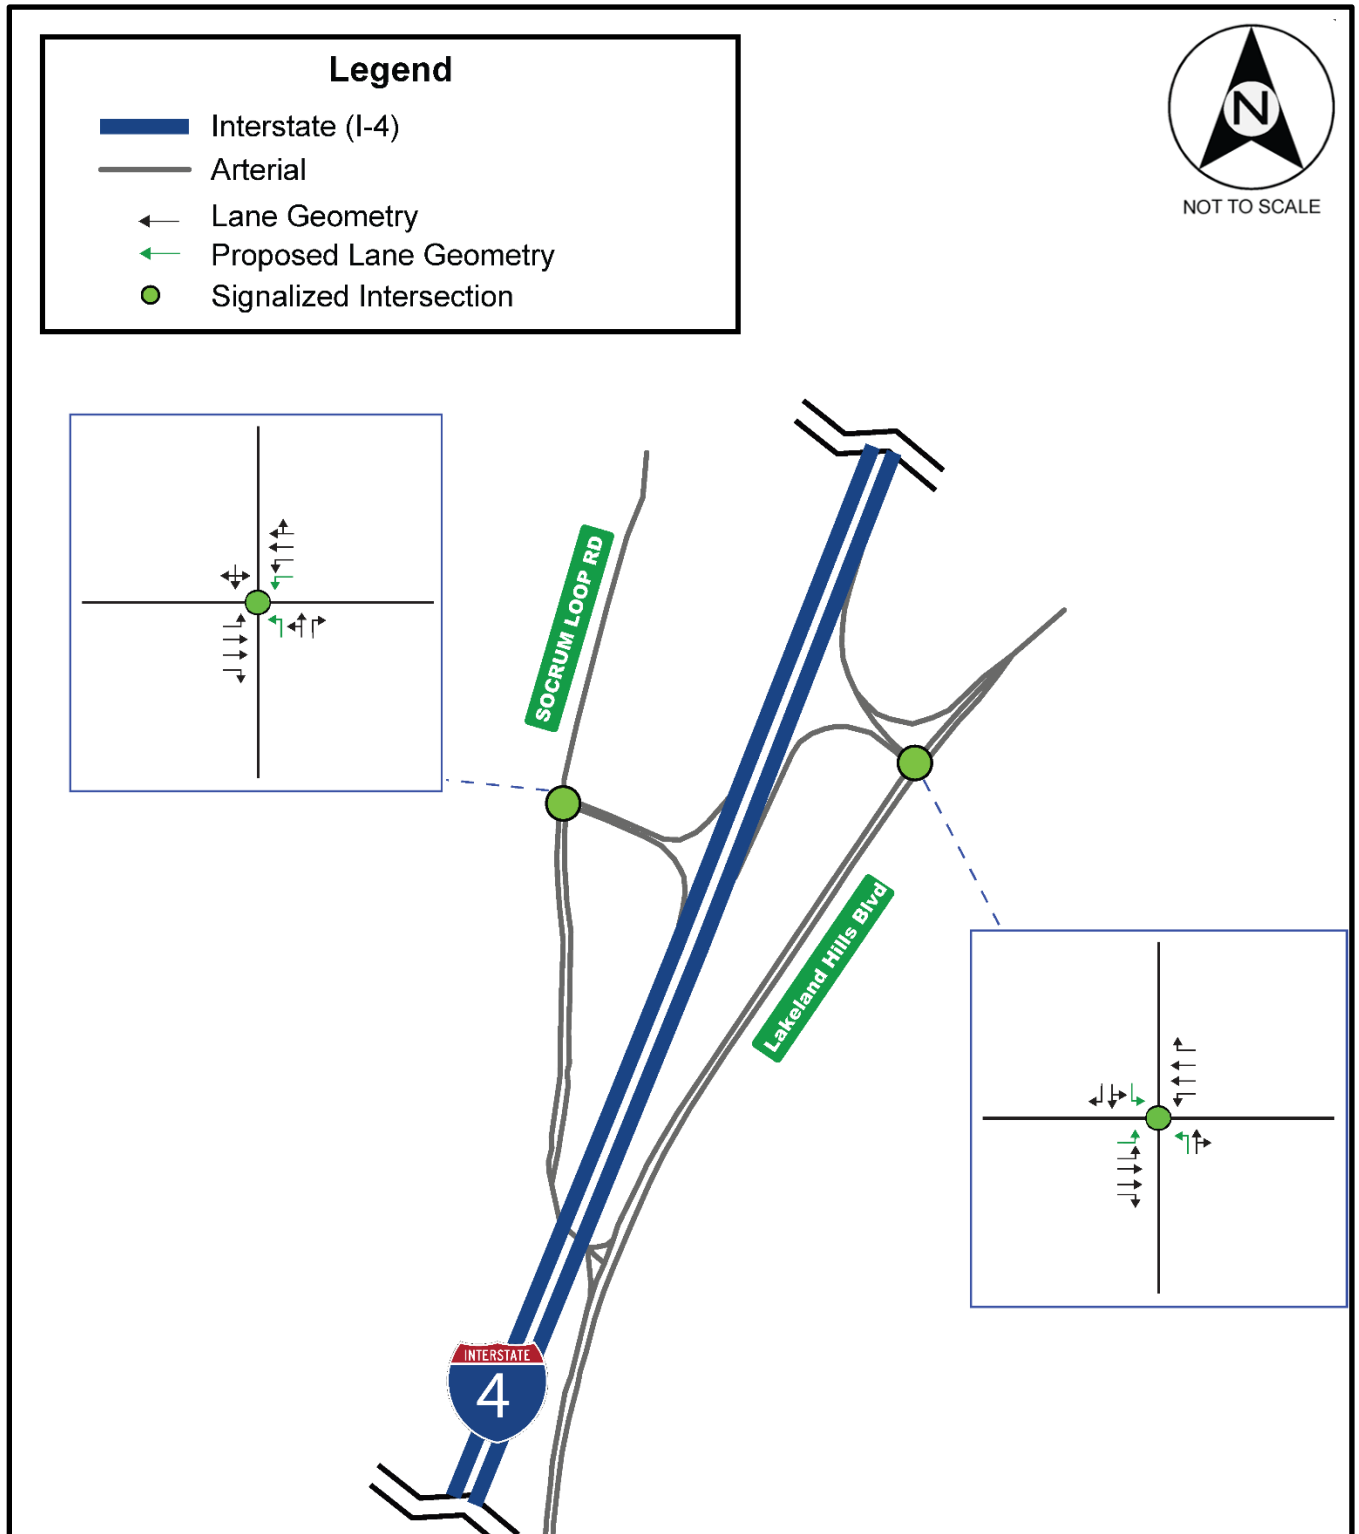 Legend
Interstate (I-4)
Arterial
Lane Geometry
Proposed Lane Geometry
Signalized Intersection
N
NOT TO SCALE
SOCRUM LOOP RD
Lakeland Hills Blvd
INTERSTATE
4